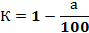 К = 1 − a/100